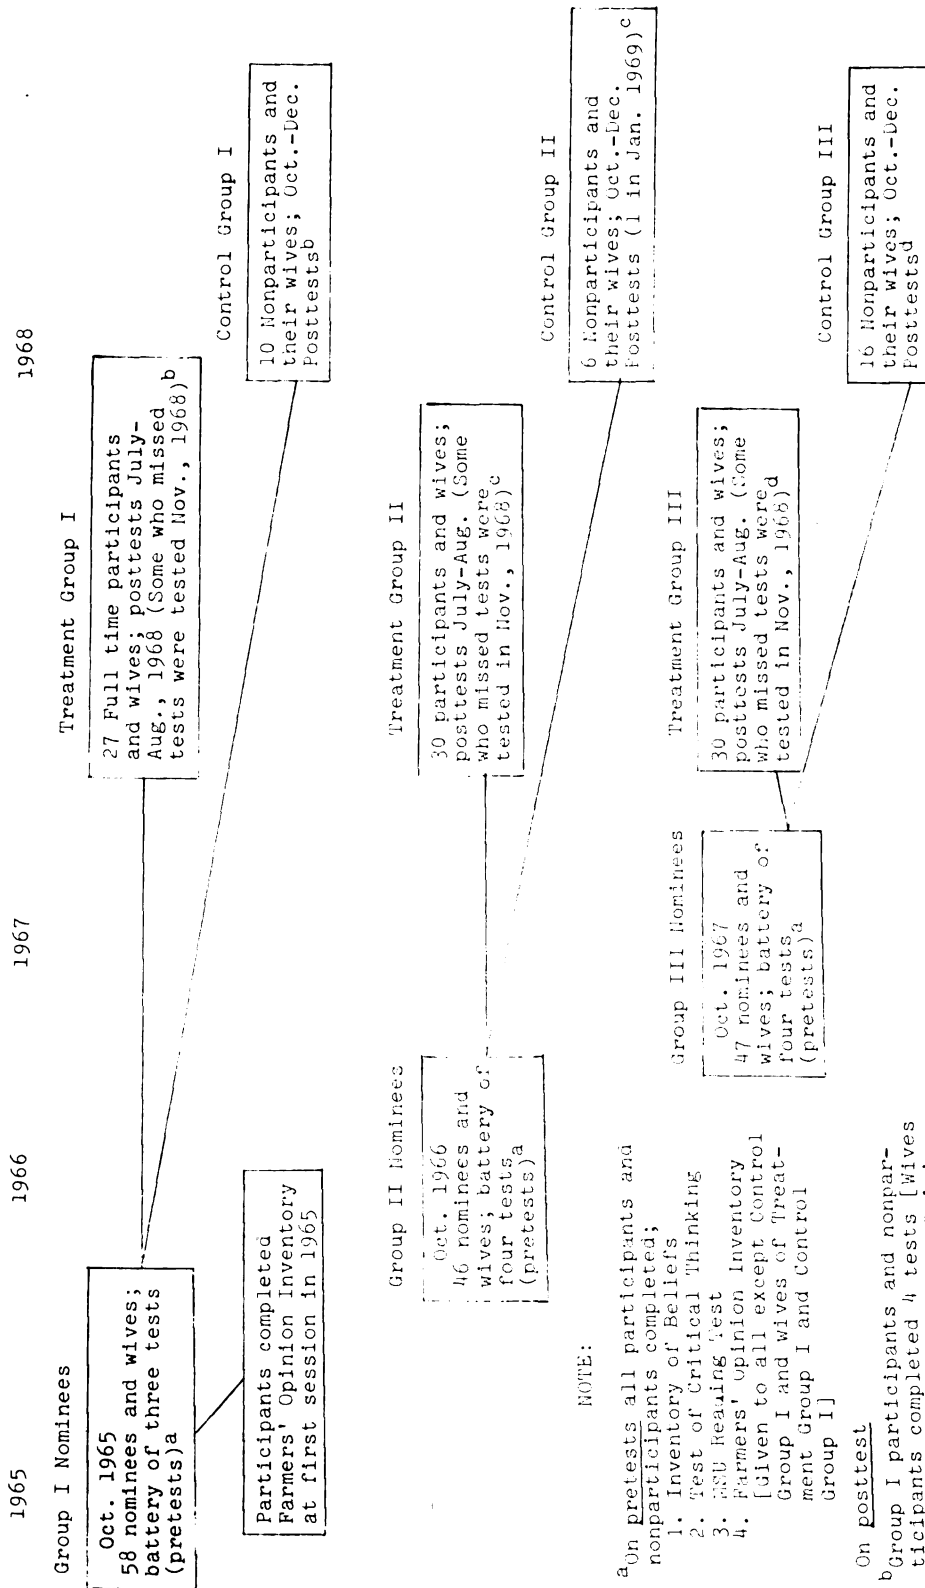 1965
1966
1967
1968
Group I Nominees
Oct. 1965
58 nominees and wives;
battery of three tests
(pretests)a
Participants completed
Farmers' Opinion Inventory
at first session in 1965
Treatment Group I
27 Full time participants
and wives; posttests July-
Aug., 1968 (Some who missed
tests were tested Nov., 1968)b
Control Group I
10 Nonparticipants and
their wives; Oct.-Dec.
Posttestsb
Group II Nominees
Oct. 1966
46 nominees and
wives; battery of
four tests
(pretests)a
Treatment Group II
30 participants and wives;
posttests July-Aug. (Some
who missed tests were
tested in Nov., 1968)c
Control Group II
6 Nonparticipants and
their wives; Oct.-Dec.
Posttests (1 in Jan. 1969)c
Group III Nominees
Oct. 1967
47 nominees and
wives; battery of
four tests
(pretests)a
Treatment Group III
30 participants and wives;
posttests July-Aug. (Some
who missed tests were
tested in Nov., 1968)d
Control Group III
16 Nonparticipants and
their wives; Oct.-Dec.
Posttestsd
NOTE:
aOn pretests all participants and
nonparticipants completed;
1. Inventory of Beliefs
2. Test of Critical Thinking
3. MSU Reading Test
4. Farmers' Opinion Inventory
[Given to all except Control
Group I and Wives of Treat-
ment Group I and Control
Group I]
On posttest
bGroup I participants and nonpar-
ticipants completed 4 tests [Wives